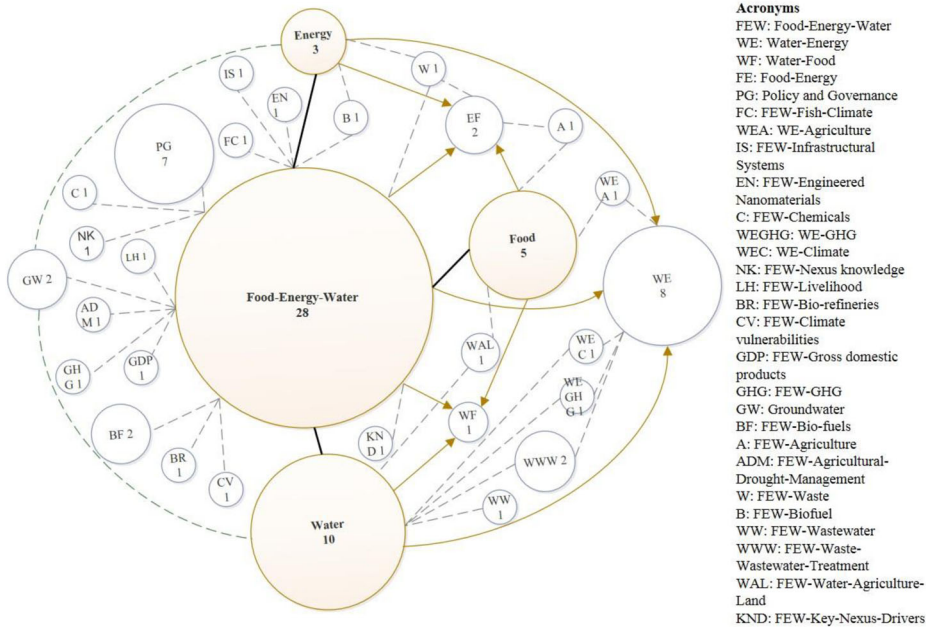 Energy
3
IS 1
EN
1
B 1
W 1
EF
2
A 1
PG
7
FC 1
C 1
NK
1
LH 1
GW 2
AD
M 1
GH
G 1
GDP
1
BF 2
BR
1
CV
1
Food-Energy-Water
28
Food
5
WE
A 1
WE
8
WAL
1
WE
C 1
WE
GH
G 1
WF
1
KN
D 1
WWW 2
WW
1
Water
10
Acronyms
FEW: Food-Energy-Water
WE: Water-Energy
WF: Water-Food
FE: Food-Energy
PG: Policy and Governance
FC: FEW-Fish-Climate
WEA: WE-Agriculture
IS: FEW-Infrastructural
Systems
EN: FEW-Engineered
Nanomaterials
C: FEW-Chemicals
WEGHG: WE-GHG
WEC: WE-Climate
NK: FEW-Nexus knowledge
LH: FEW-Livelihood
BR: FEW-Bio-refineries
CV: FEW-Climate
vulnerabilities
GDP: FEW-Gross domestic
products
GHG: FEW-GHG
GW: Groundwater
BF: FEW-Bio-fuels
A: FEW-Agriculture
ADM: FEW-Agricultural-
Drought-Management
W: FEW-Waste
B: FEW-Biofuel
WW: FEW-Wastewater
WWW: FEW-Waste-
Wastewater-Treatment
WAL: FEW-Water-Agriculture-
Land
KND: FEW-Key-Nexus-Drivers